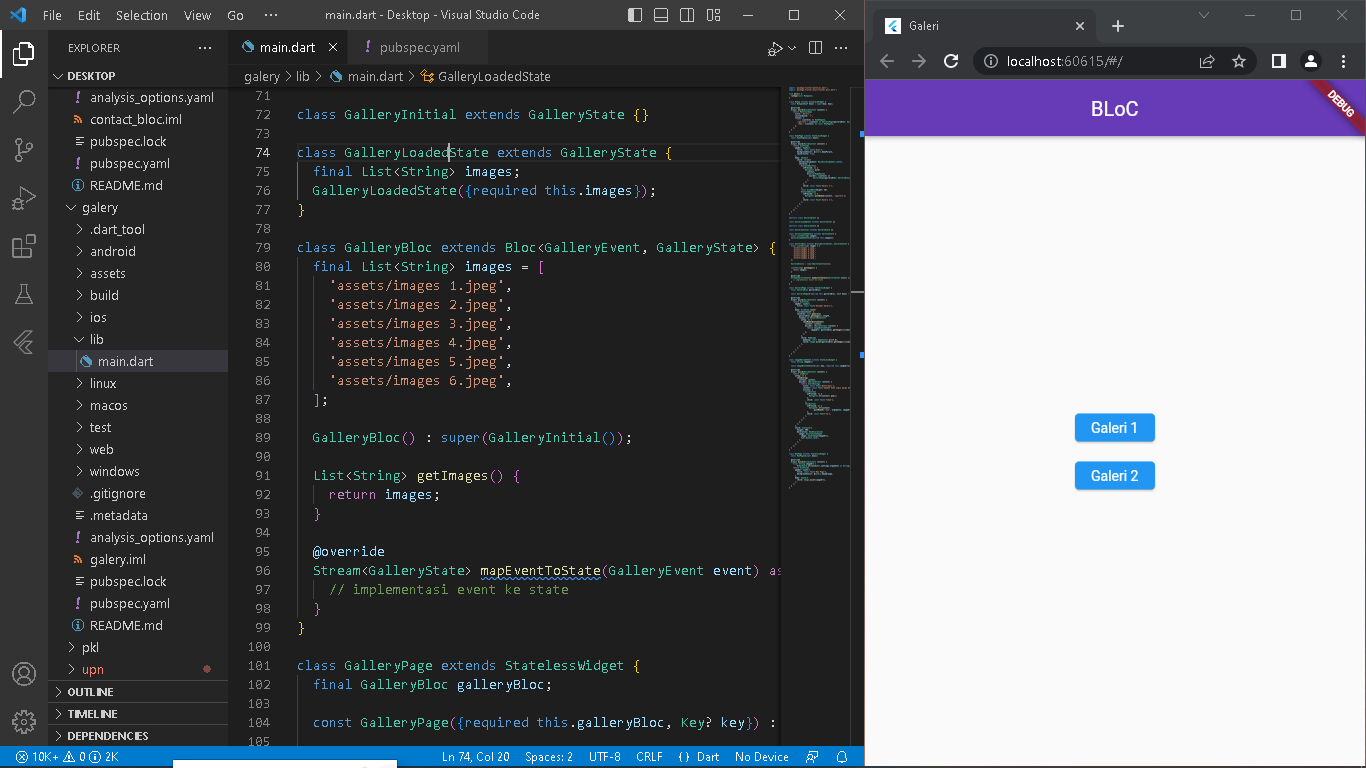 File Edit Selection View Go ··· main.dart - Desktop - Visual Studio Code
EXPLORER ···
DESKTOP
analysis_options.yaml
contact_bloc.iml
pubspec.lock
pubspec.yaml
README.md
galery
.dart_tool
android
assets
build
ios
lib
main.dart
linux
macos
test
web
windows
.gitignore
.metadata
analysis_options.yaml
galery.iml
pubspec.lock
pubspec.yaml
README.md
pkl
upn
OUTLINE
TIMELINE
DEPENDENCIES
main.dart pubspec.yaml
galery > lib > main.dart > GalleryLoadedState
71
72 class GalleryInitial extends GalleryState {}
73
74 class GalleryLoadedState extends GalleryState {
75 final List<String> images;
76 GalleryLoadedState({required this.images});
77 }
78
79 class GalleryBloc extends Bloc<GalleryEvent, GalleryState> {
80 final List<String> images = [
81 'assets/images 1.jpeg',
82 'assets/images 2.jpeg',
83 'assets/images 3.jpeg',
84 'assets/images 4.jpeg',
85 'assets/images 5.jpeg',
86 'assets/images 6.jpeg',
87 ];
88
89 GalleryBloc() : super(GalleryInitial());
90
91 List<String> getImages() {
92 return images;
93 }
94
95 @override
96 Stream<GalleryState> mapEventToState(GalleryEvent event) as
97 // implementasi event ke state
98 }
99 }
100
101 class GalleryPage extends StatelessWidget {
102 final GalleryBloc galleryBloc;
103
104 const GalleryPage({required this.galleryBloc, Key? key}) :
105
10K+ 0 2K Ln 74, Col 20 Spaces: 2 UTF-8 CRLF {} Dart No Device
Galeri
localhost:60615/#/
BLoC
DEBUG
Galeri 1
Galeri 2